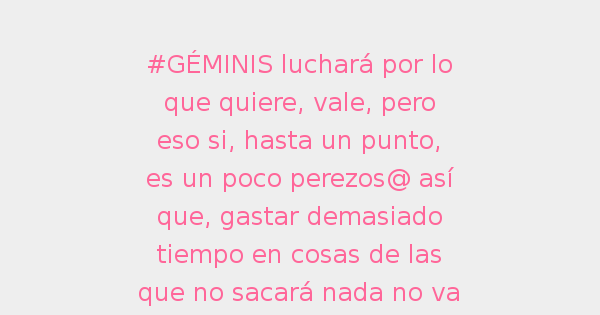 #GÉMINIS luchará por lo
que quiere, vale, pero
eso si, hasta un punto,
es un poco perezos@ así
que, gastar demasiado
tiempo en cosas de las
que no sacará nada no va